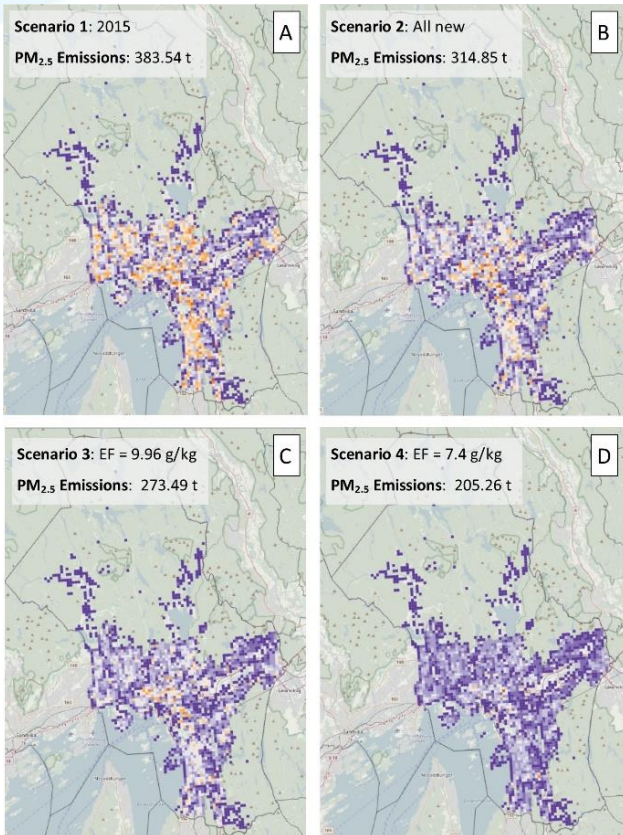 Scenario 1: 2015
PM₂.₅ Emissions: 383.54 t
A
Scenario 2: All new
PM₂.₅ Emissions: 314.85 t
B
Scenario 3: EF = 9.96 g/kg
PM₂.₅ Emissions: 273.49 t
C
Scenario 4: EF = 7.4 g/kg
PM₂.₅ Emissions: 205.26 t
D